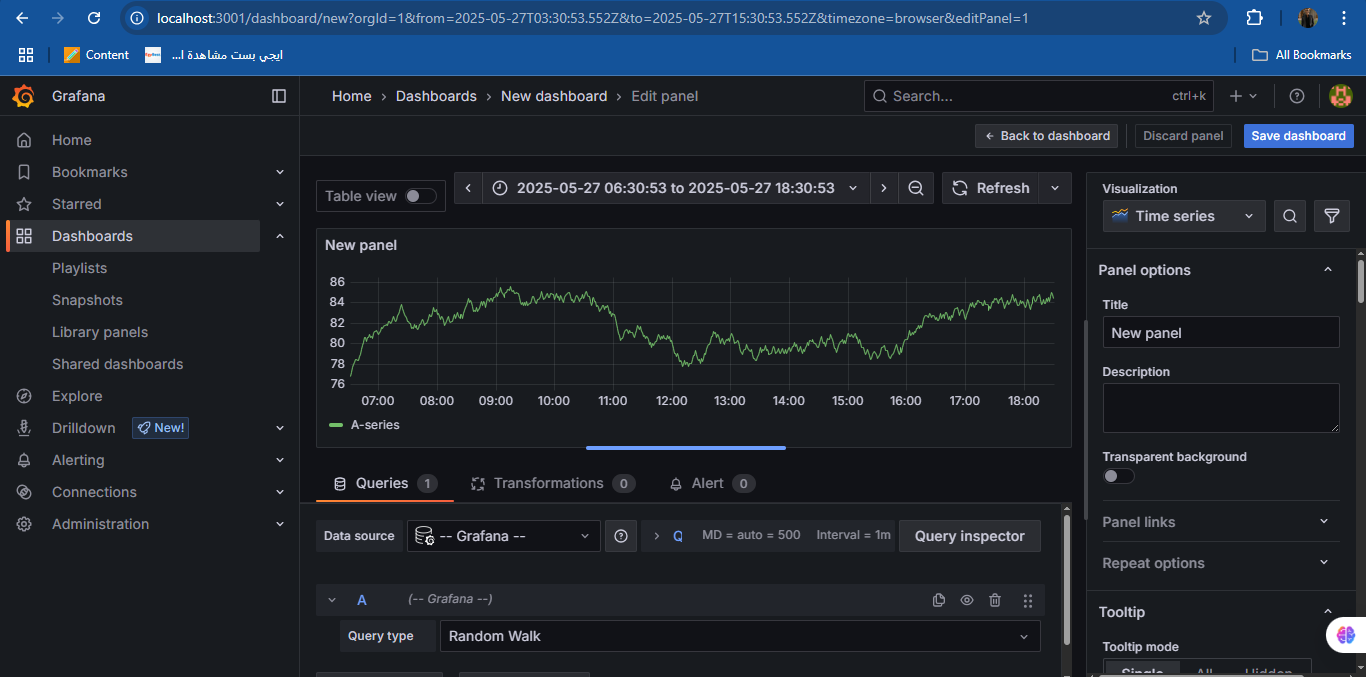 localhost:3001/dashboard/new?orgId=1&from=2025-05-27T03:30:53.552Z&to=2025-05-27T15:30:53.552Z&timezone=browser&editPanel=1
Content
ايجي بست مشاهدة ا...
All Bookmarks
Grafana
Home › Dashboards › New dashboard › Edit panel
Search...
ctrl+k
Back to dashboard
Discard panel
Save dashboard
Home
Bookmarks
Starred
Dashboards
Playlists
Snapshots
Library panels
Shared dashboards
Explore
Drilldown New!
Alerting
Connections
Administration
Table view
2025-05-27 06:30:53 to 2025-05-27 18:30:53
Refresh
New panel
86
84
82
80
78
76
07:00 08:00 09:00 10:00 11:00 12:00 13:00 14:00 15:00 16:00 17:00 18:00
A-series
Queries 1
Transformations 0
Alert 0
Data source
-- Grafana --
Q
MD = auto = 500
Interval = 1m
Query inspector
A
(-- Grafana --)
Query type
Random Walk
Visualization
Time series
Panel options
Title
New panel
Description
Transparent background
Panel links
Repeat options
Tooltip
Tooltip mode
Single All Hidden